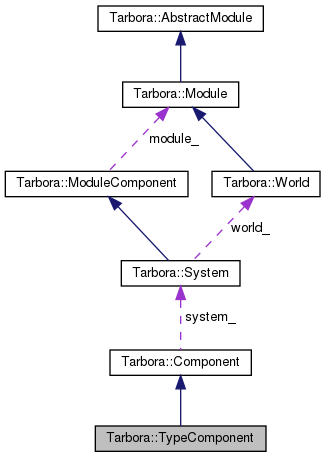 Tarbora::AbstractModule
Tarbora::Module
module_
Tarbora::ModuleComponent
Tarbora::World
world_
Tarbora::System
system_
Tarbora::Component
Tarbora::TypeComponent